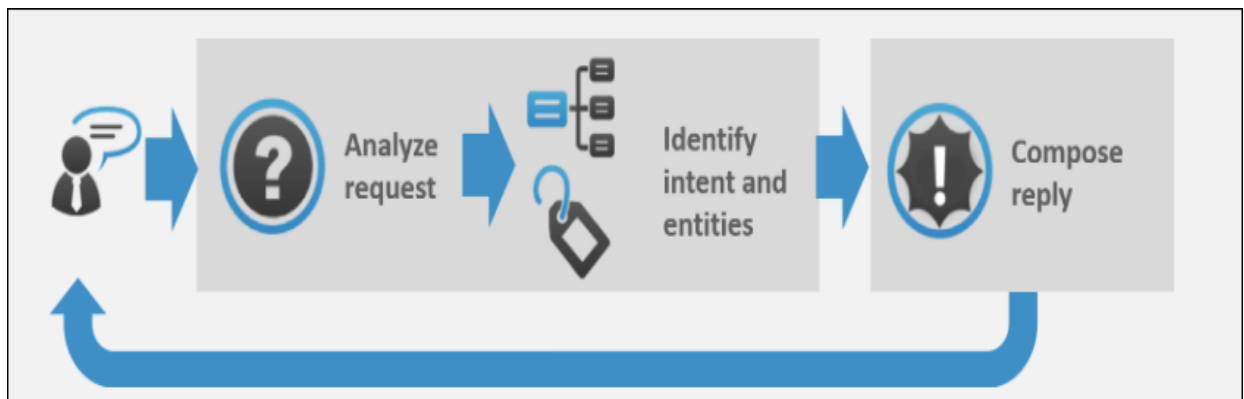 Analyze
request
Identify
intent and
entities
Compose
reply